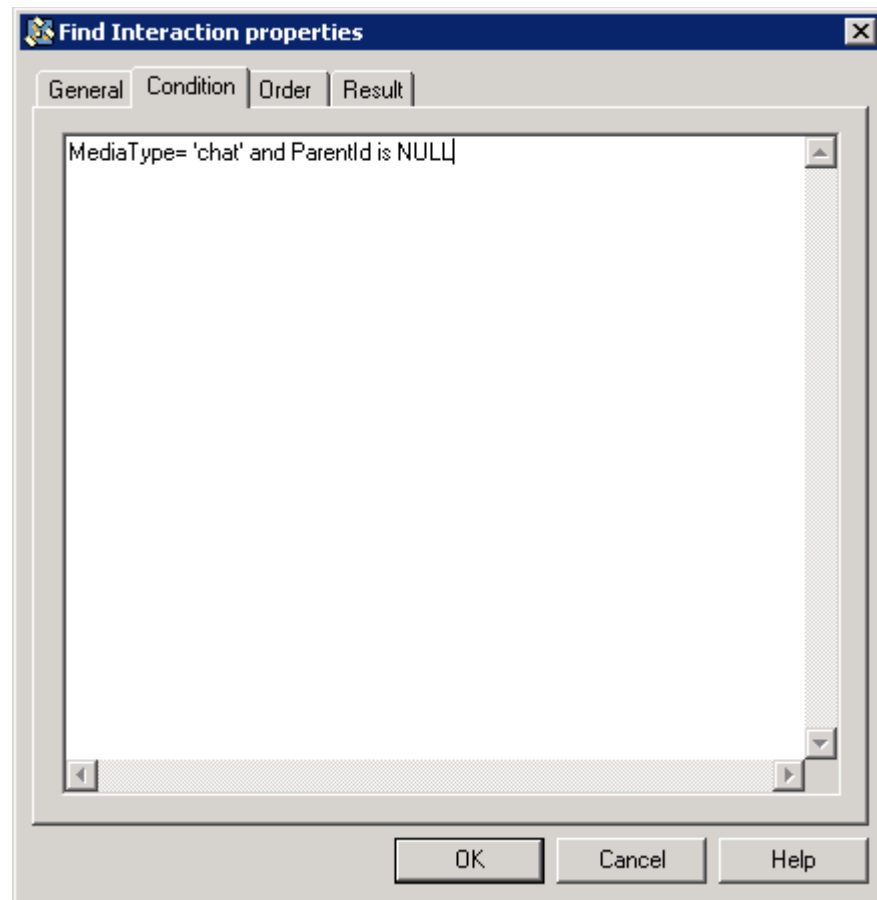 Find Interaction properties
General Condition Order Result
MediaType= 'chat' and ParentId is NULL
OK Cancel Help